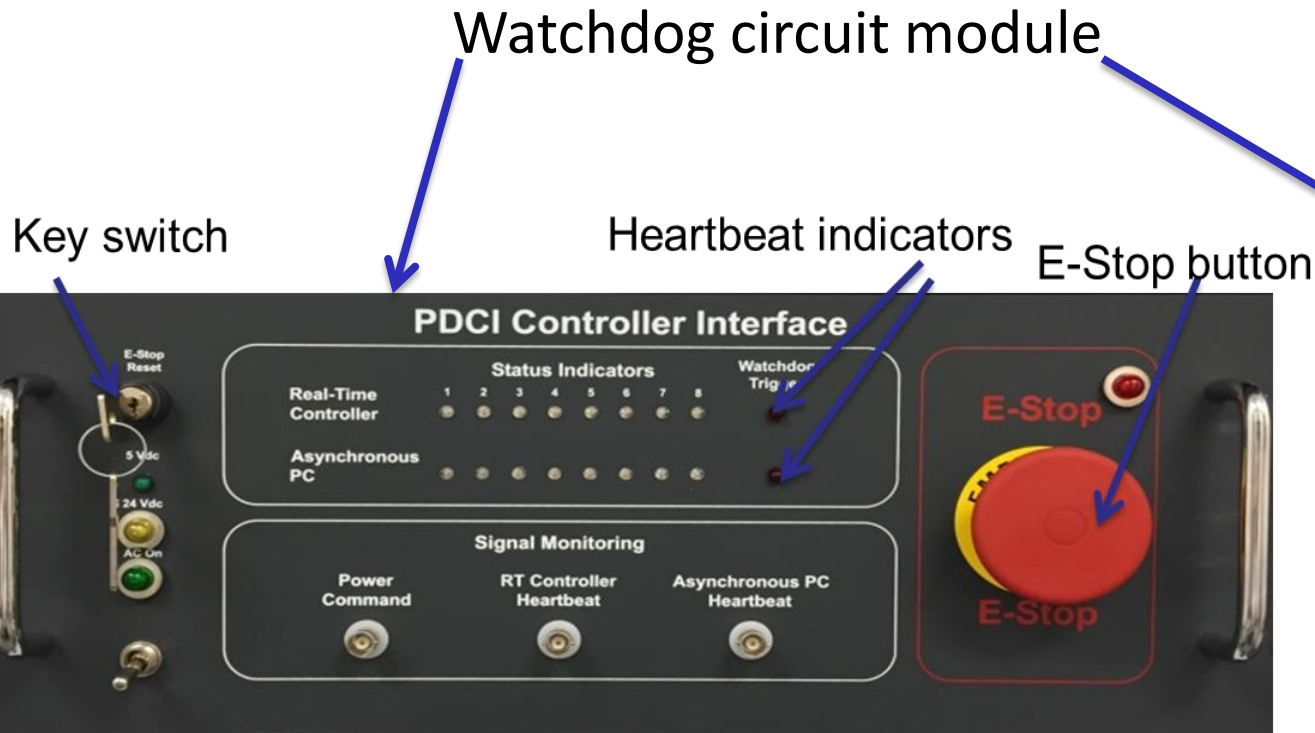 Watchdog circuit module
Key switch
Heartbeat indicators
E-Stop button
PDCI Controller Interface
E-Stop
Reset
Status Indicators
Watchdog
Trigger
Real-Time
Controller
1 2 3 4 5 6 7 8
Asynchronous
PC
5 Vdc
24 Vdc
AC On
Signal Monitoring
Power
Command
RT Controller
Heartbeat
Asynchronous PC
Heartbeat
E-Stop
E-Stop